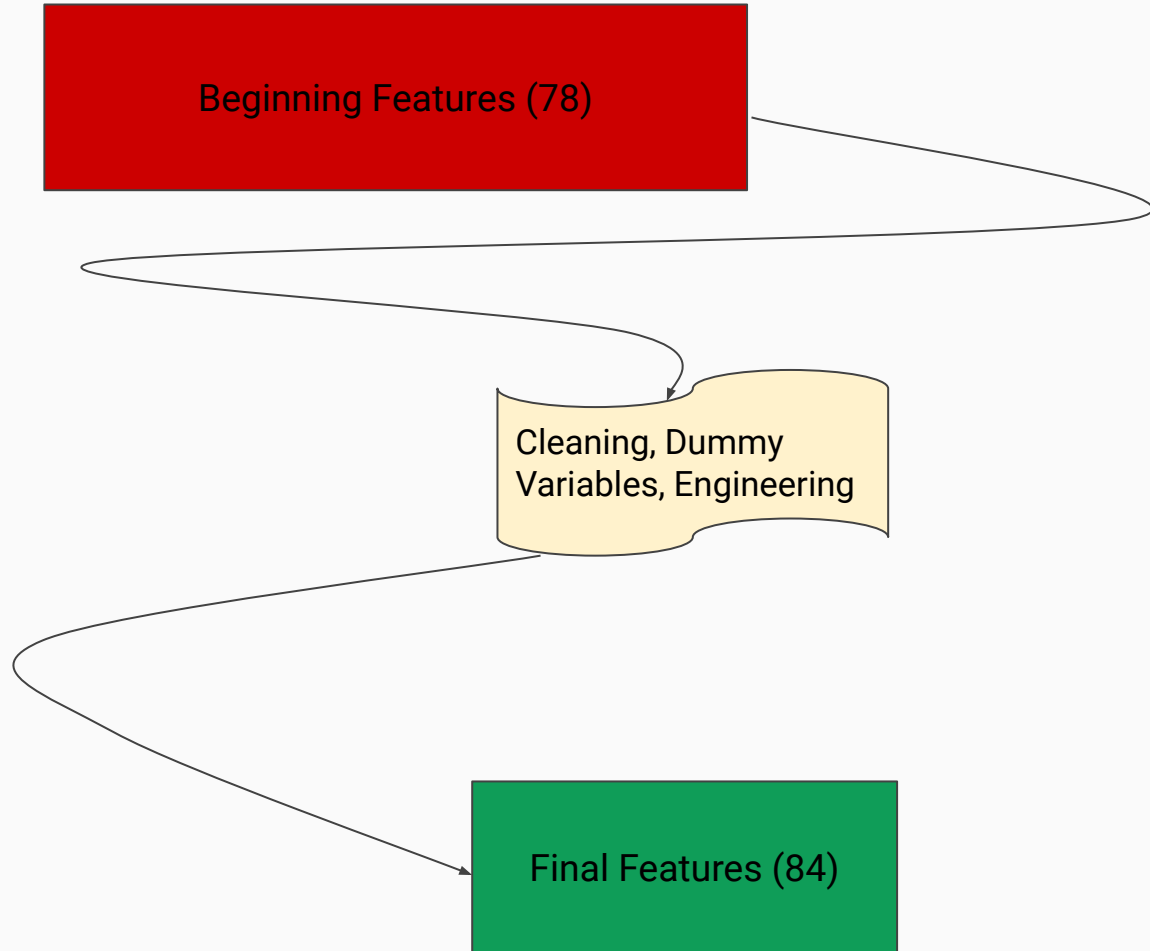 Beginning Features (78)
Cleaning, Dummy
Variables, Engineering
Final Features (84)